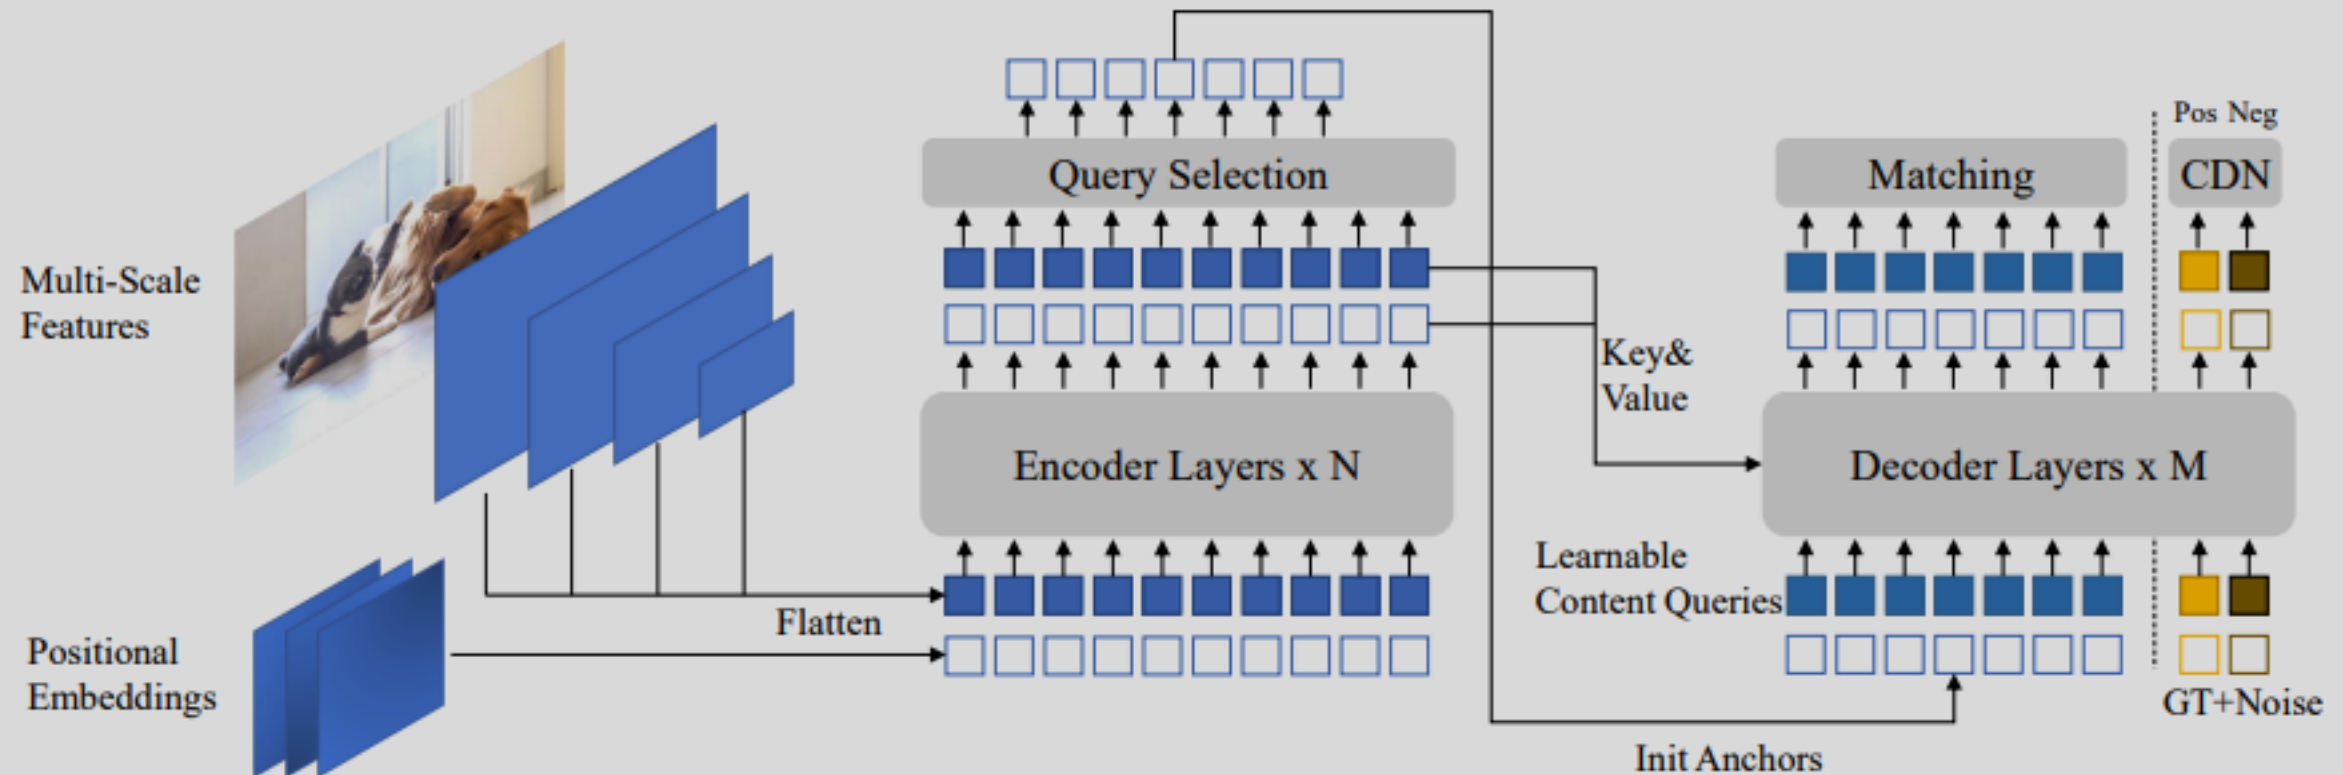 Multi-Scale
Features
Positional
Embeddings
Flatten
Query Selection
Encoder Layers x N
Key&
Value
Learnable
Content Queries
Init Anchors
Matching
Pos Neg
CDN
Decoder Layers x M
GT+Noise